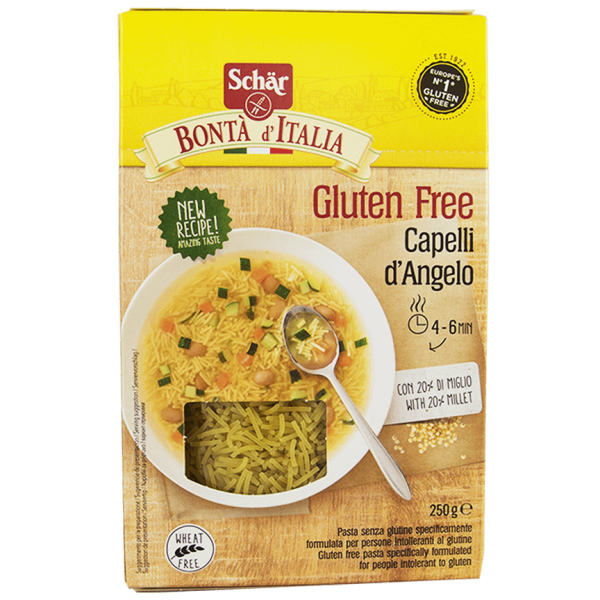 Schär
BONTÀ d'ITALIA
EST 1922
EUROPE'S
N°1*
GLUTEN
FREE
NEW
RECIPE!
AMAZING TASTE
Gluten Free
Capelli
d'Angelo
4-6 MIN
CON 20% DI MIGLIO
WITH 20% MILLET
250g e
Pasta senza glutine specificamente
formulata per persone intolleranti al glutine
Gluten free pasta specifically formulated
for people intolerant to gluten
WHEAT
FREE